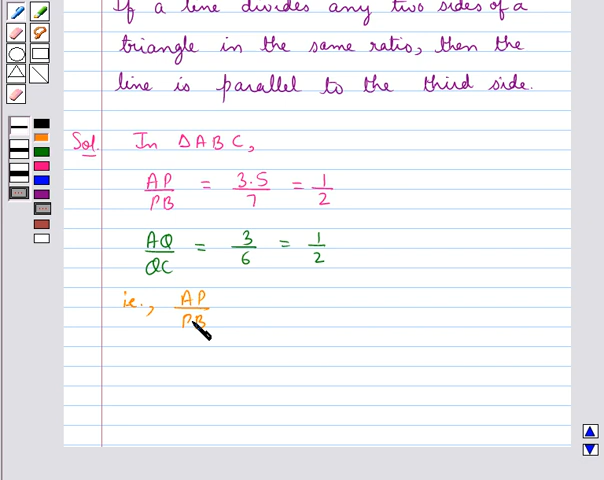 If a line divides any two sides of a
triangle in the same ratio, then the
line is parallel to the third side.
Sol. In ΔABC,
AP/PB = 3.5/7 = 1/2
AQ/QC = 3/6 = 1/2
ie., AP/PB